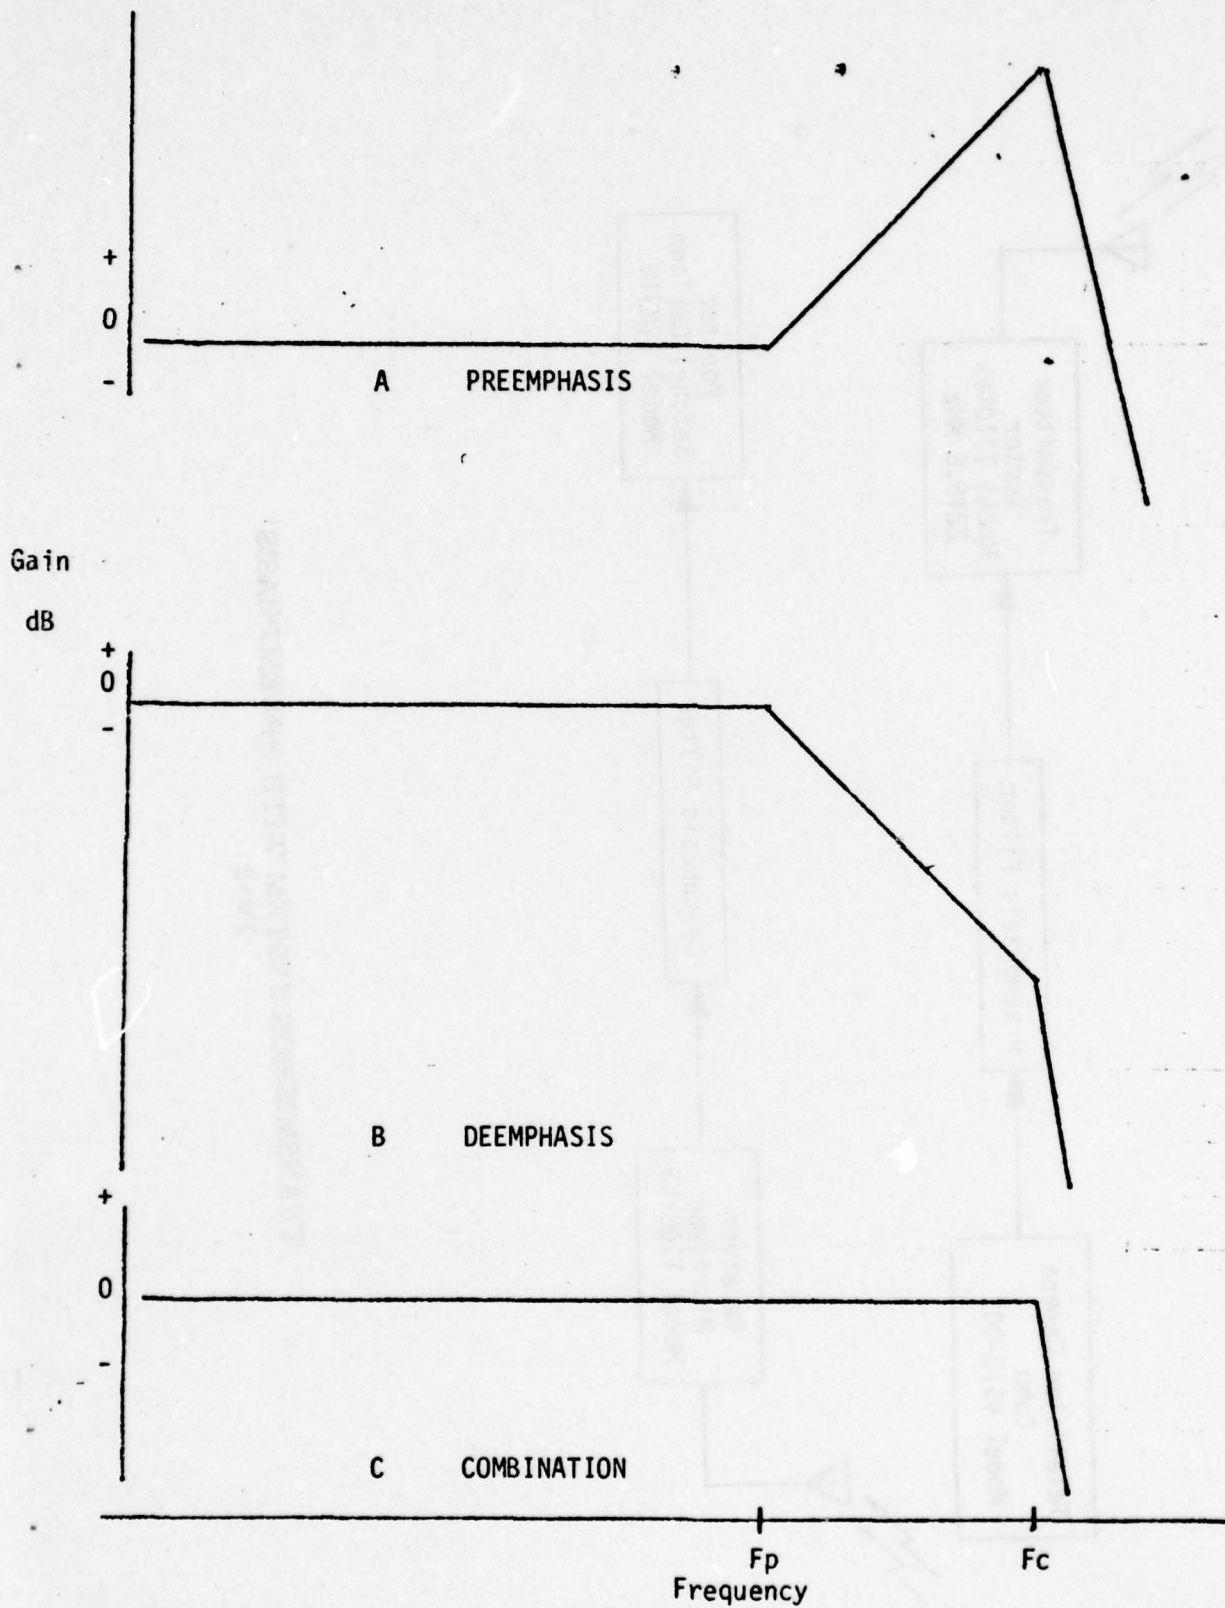 +
0
-
A PREEMPHASIS
Gain
dB
+
0
-
B DEEMPHASIS
+
0
-
C COMBINATION
Fp
Fc
Frequency